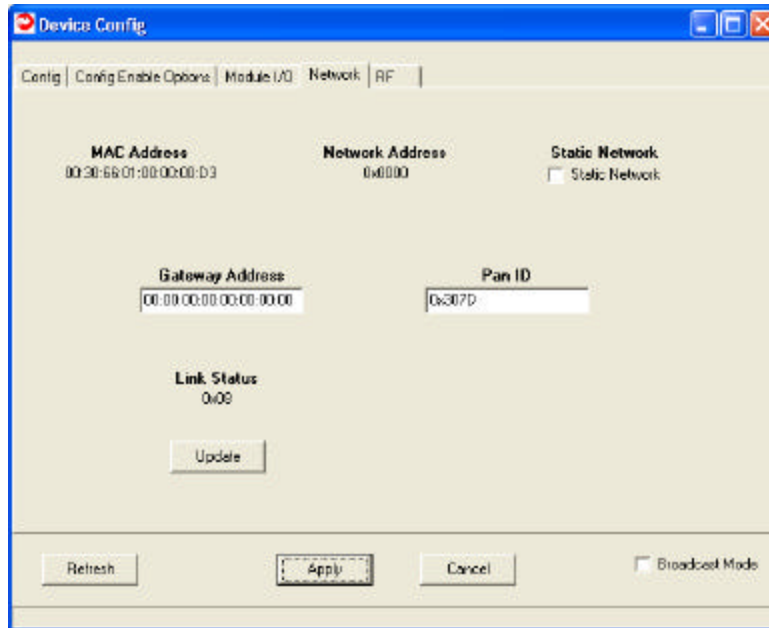 Device Config
Config Config Enable Options Module I/O Network RF
MAC Address Network Address Static Network
00:30:66:01:00:00:00:D3 0x0000 Static Network
Gateway Address Pan ID
00:00:00:00:00:00:00:00 0x307D
Link Status
0x09
Update
Refresh Apply Cancel Broadcast Mode